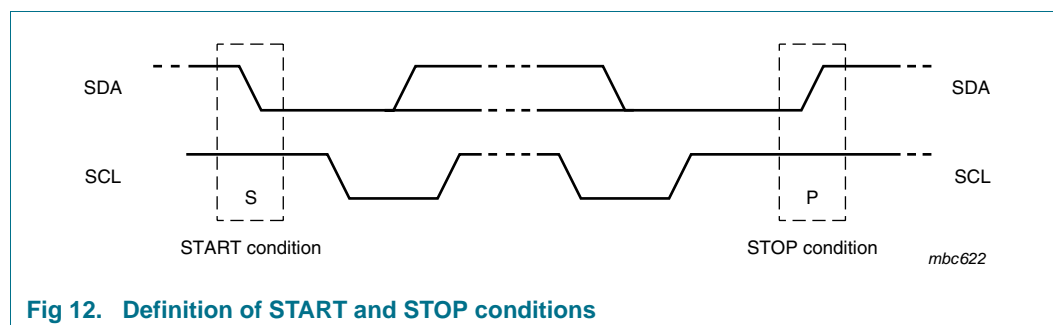 SDA
SDA
SCL
SCL
S
P
START condition
STOP condition
mbc622
Fig 12. Definition of START and STOP conditions